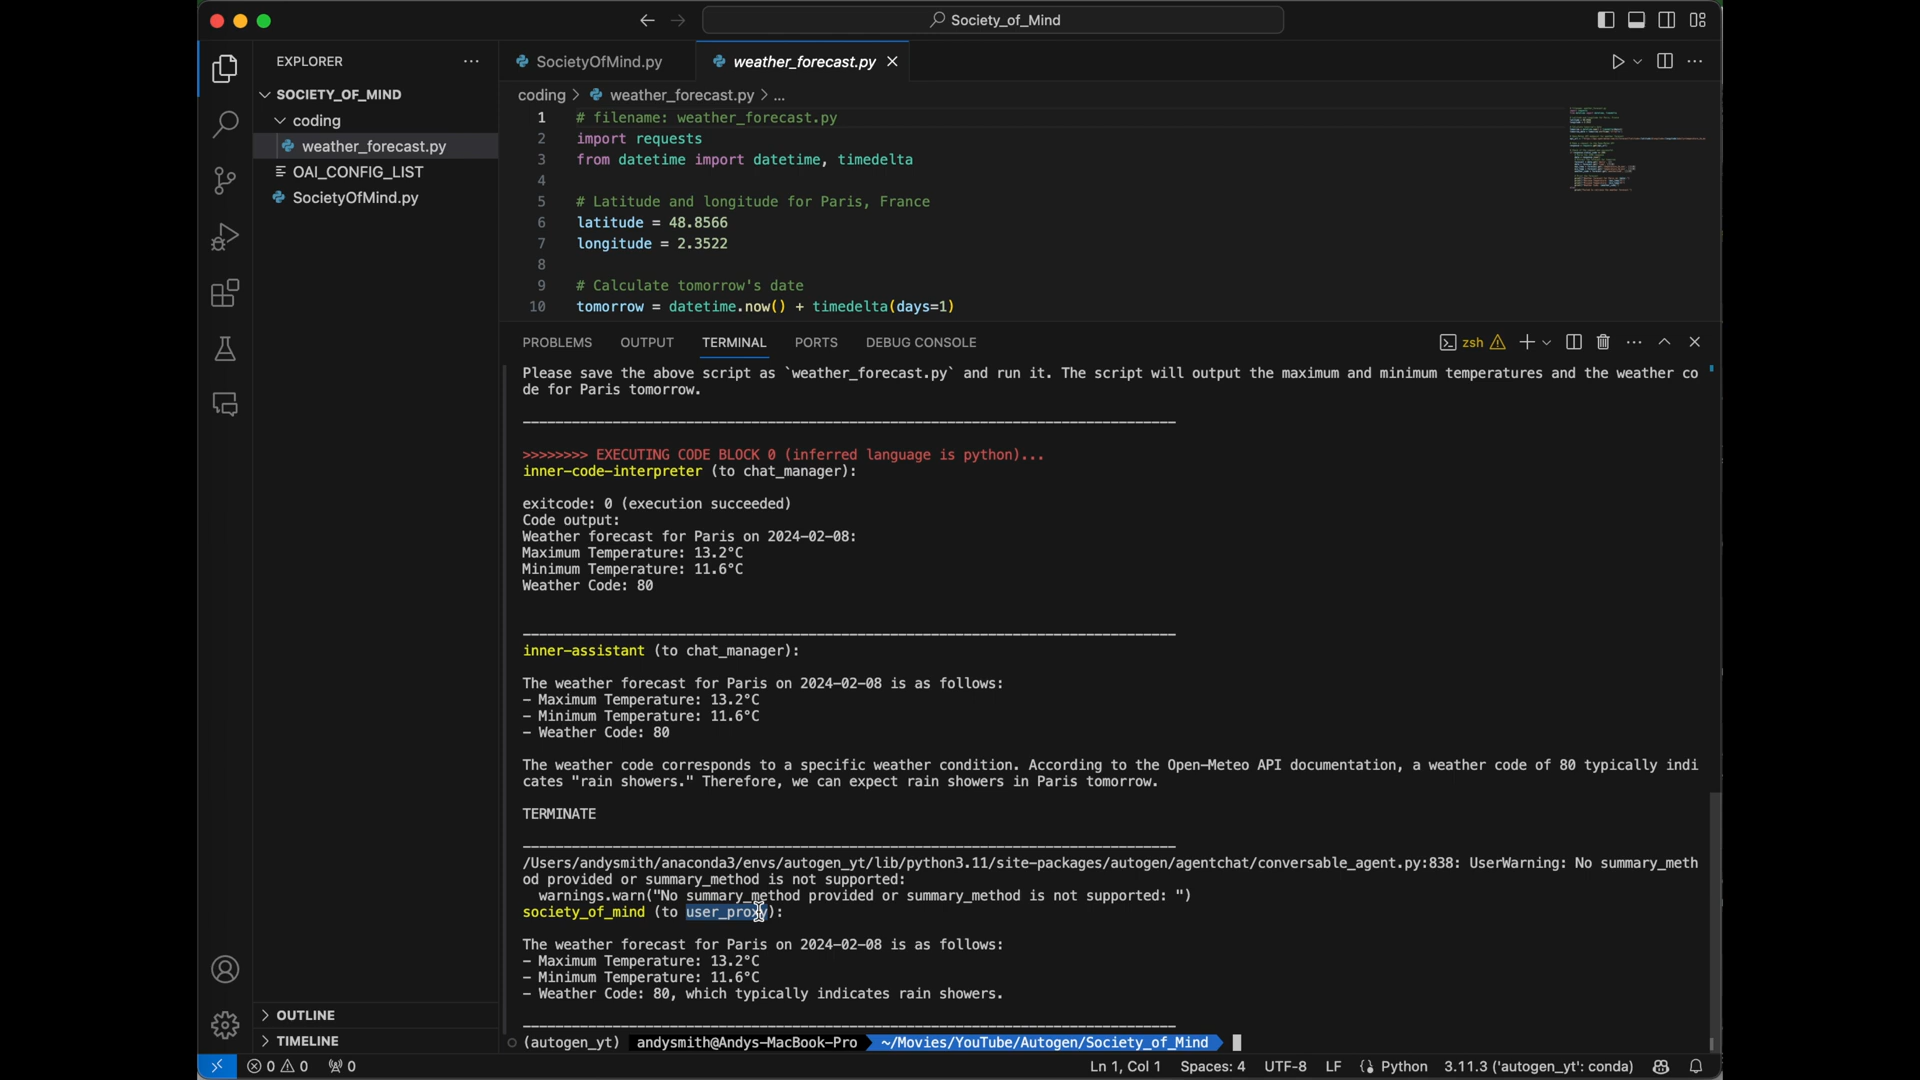 Society_of_Mind
EXPLORER
SOCIETY_OF_MIND
coding
weather_forecast.py
OAI_CONFIG_LIST
SocietyOfMind.py
OUTLINE
TIMELINE
SocietyOfMind.py
weather_forecast.py
coding > weather_forecast.py > ...
1 # filename: weather_forecast.py
2 import requests
3 from datetime import datetime, timedelta
4
5 # Latitude and longitude for Paris, France
6 latitude = 48.8566
7 longitude = 2.3522
8
9 # Calculate tomorrow's date
10 tomorrow = datetime.now() + timedelta(days=1)
PROBLEMS OUTPUT TERMINAL PORTS DEBUG CONSOLE
zsh
Please save the above script as `weather_forecast.py` and run it. The script will output the maximum and minimum temperatures and the weather co
de for Paris tomorrow.
>>>>>>>> EXECUTING CODE BLOCK 0 (inferred language is python)...
inner-code-interpreter (to chat_manager):
exitcode: 0 (execution succeeded)
Code output:
Weather forecast for Paris on 2024-02-08:
Maximum Temperature: 13.2°C
Minimum Temperature: 11.6°C
Weather Code: 80
inner-assistant (to chat_manager):
The weather forecast for Paris on 2024-02-08 is as follows:
- Maximum Temperature: 13.2°C
- Minimum Temperature: 11.6°C
- Weather Code: 80
The weather code corresponds to a specific weather condition. According to the Open-Meteo API documentation, a weather code of 80 typically indi
cates "rain showers." Therefore, we can expect rain showers in Paris tomorrow.
TERMINATE
/Users/andysmith/anaconda3/envs/autogen_yt/lib/python3.11/site-packages/autogen/agentchat/conversable_agent.py:838: UserWarning: No summary_meth
od provided or summary_method is not supported:
warnings.warn("No summary_method provided or summary_method is not supported: ")
society_of_mind (to user_proxy):
The weather forecast for Paris on 2024-02-08 is as follows:
- Maximum Temperature: 13.2°C
- Minimum Temperature: 11.6°C
- Weather Code: 80, which typically indicates rain showers.
(autogen_yt) andysmith@Andys-MacBook-Pro ~/Movies/YouTube/Autogen/Society_of_Mind
0 0 0 Ln 1, Col 1 Spaces: 4 UTF-8 LF Python 3.11.3 ('autogen_yt': conda)